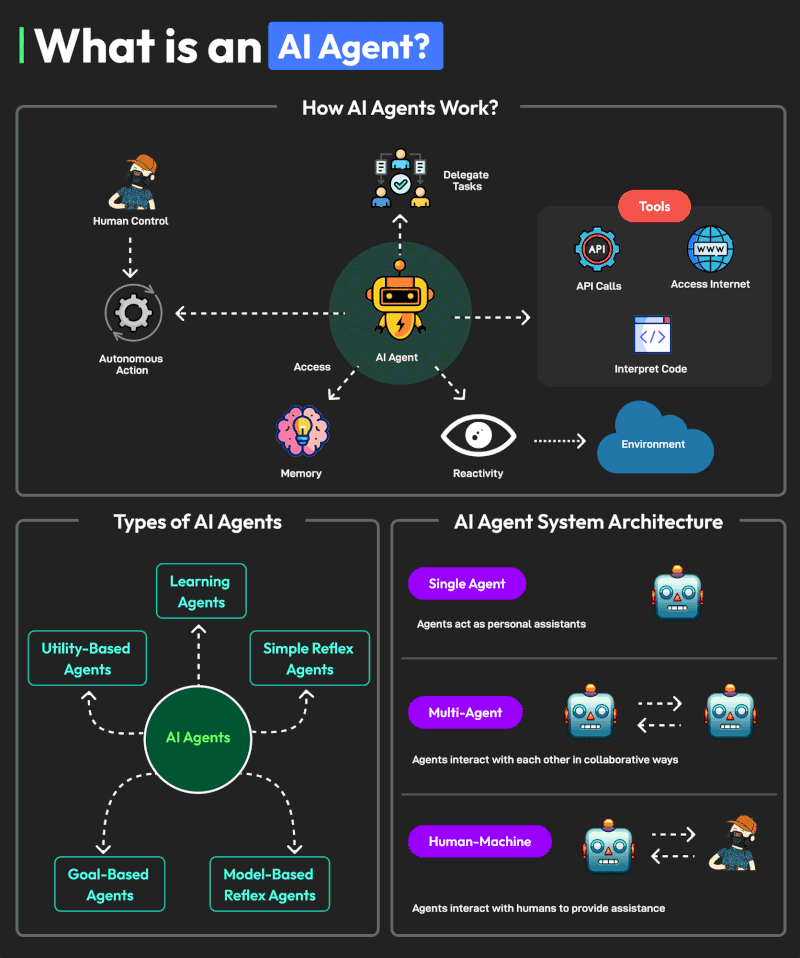 What is an AI Agent?
How AI Agents Work?
Human Control
Delegate
Tasks
Tools
API
API Calls
WWW
Access Internet
</>
Interpret Code
Autonomous
Action
AI Agent
Access
Memory
Reactivity
Environment
Types of AI Agents
Learning
Agents
Utility-Based
Agents
Simple Reflex
Agents
AI Agents
Goal-Based
Agents
Model-Based
Reflex Agents
AI Agent System Architecture
Single Agent
Agents act as personal assistants
Multi-Agent
Agents interact with each other in collaborative ways
Human-Machine
Agents interact with humans to provide assistance